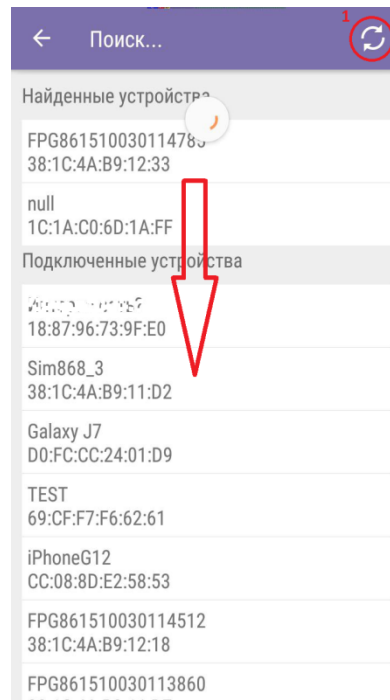 1
Поиск...
Найденные устройства
FPG861510030114785
38:1C:4A:B9:12:33
null
1C:1A:C0:6D:1A:FF
Подключенные устройства
18:87:96:73:9F:E0
Sim868_3
38:1C:4A:B9:11:D2
Galaxy J7
D0:FC:CC:24:01:D9
TEST
69:CF:F7:F6:62:61
iPhoneG12
CC:08:8D:E2:58:53
FPG861510030114512
38:1C:4A:B9:12:18
FPG861510030113860